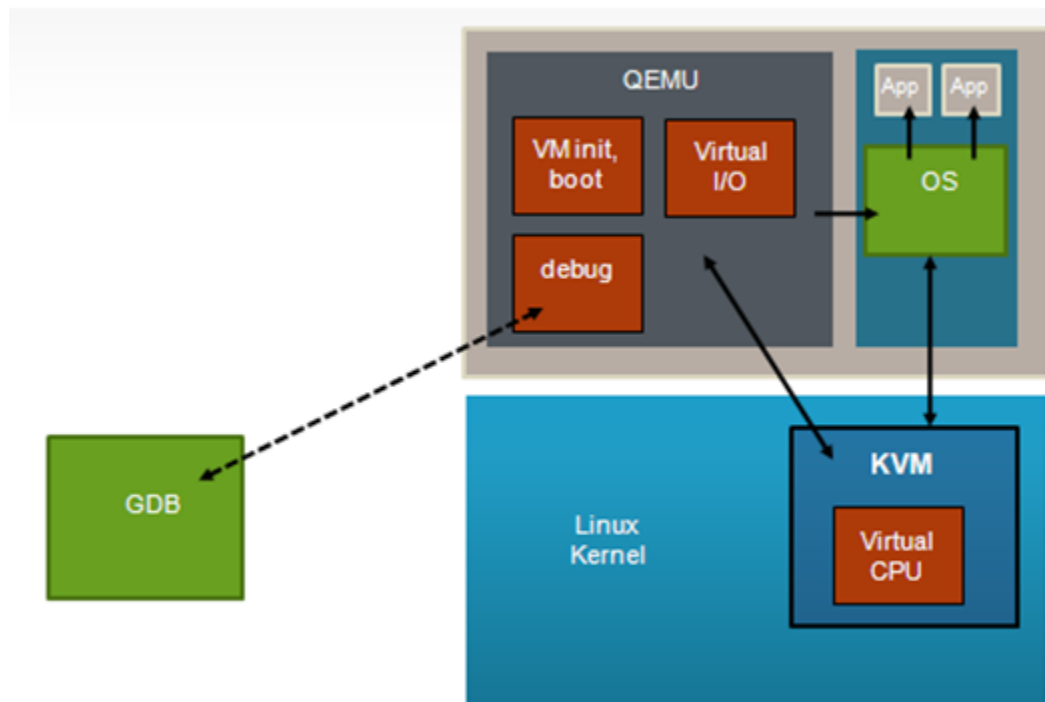 QEMU
App
App
VM init,
boot
Virtual
I/O
OS
debug
GDB
KVM
Linux
Kernel
Virtual
CPU